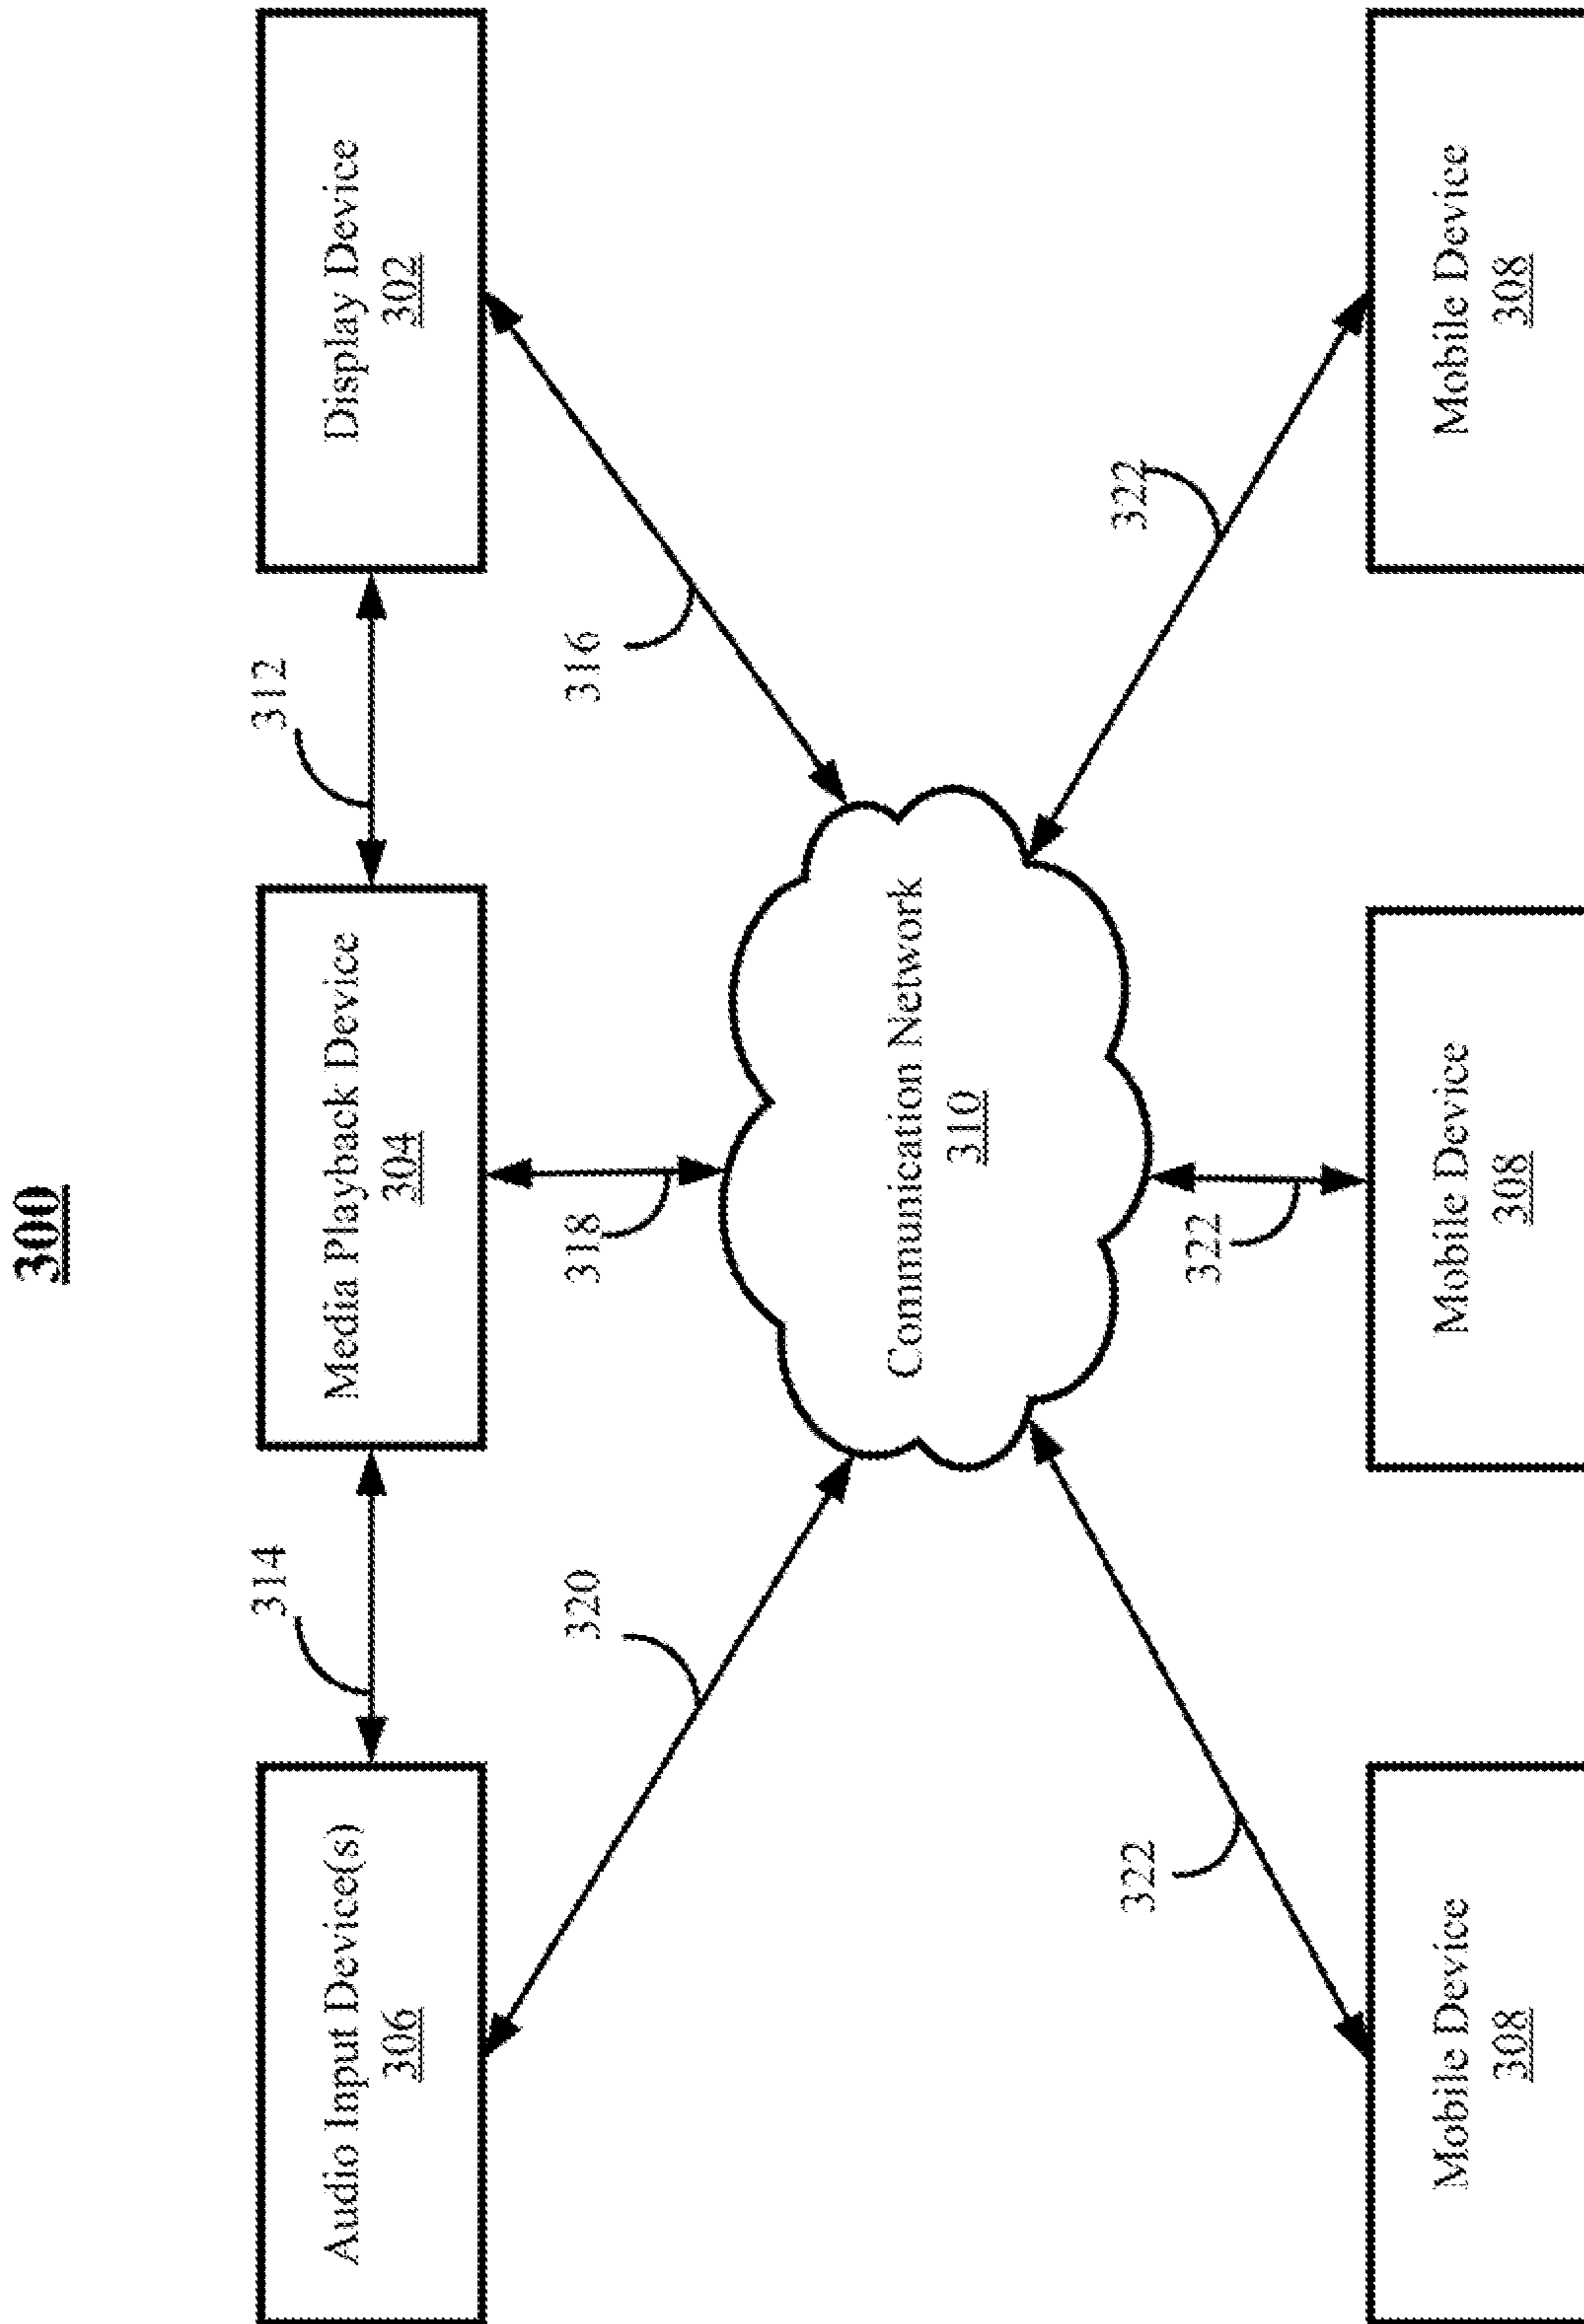 300
Audio Input Device(s)
306
314
Media Playback Device
304
312
Display Device
302
320
318
316
Communication Network
310
322
322
322
Mobile Device
308
Mobile Device
308
Mobile Device
308